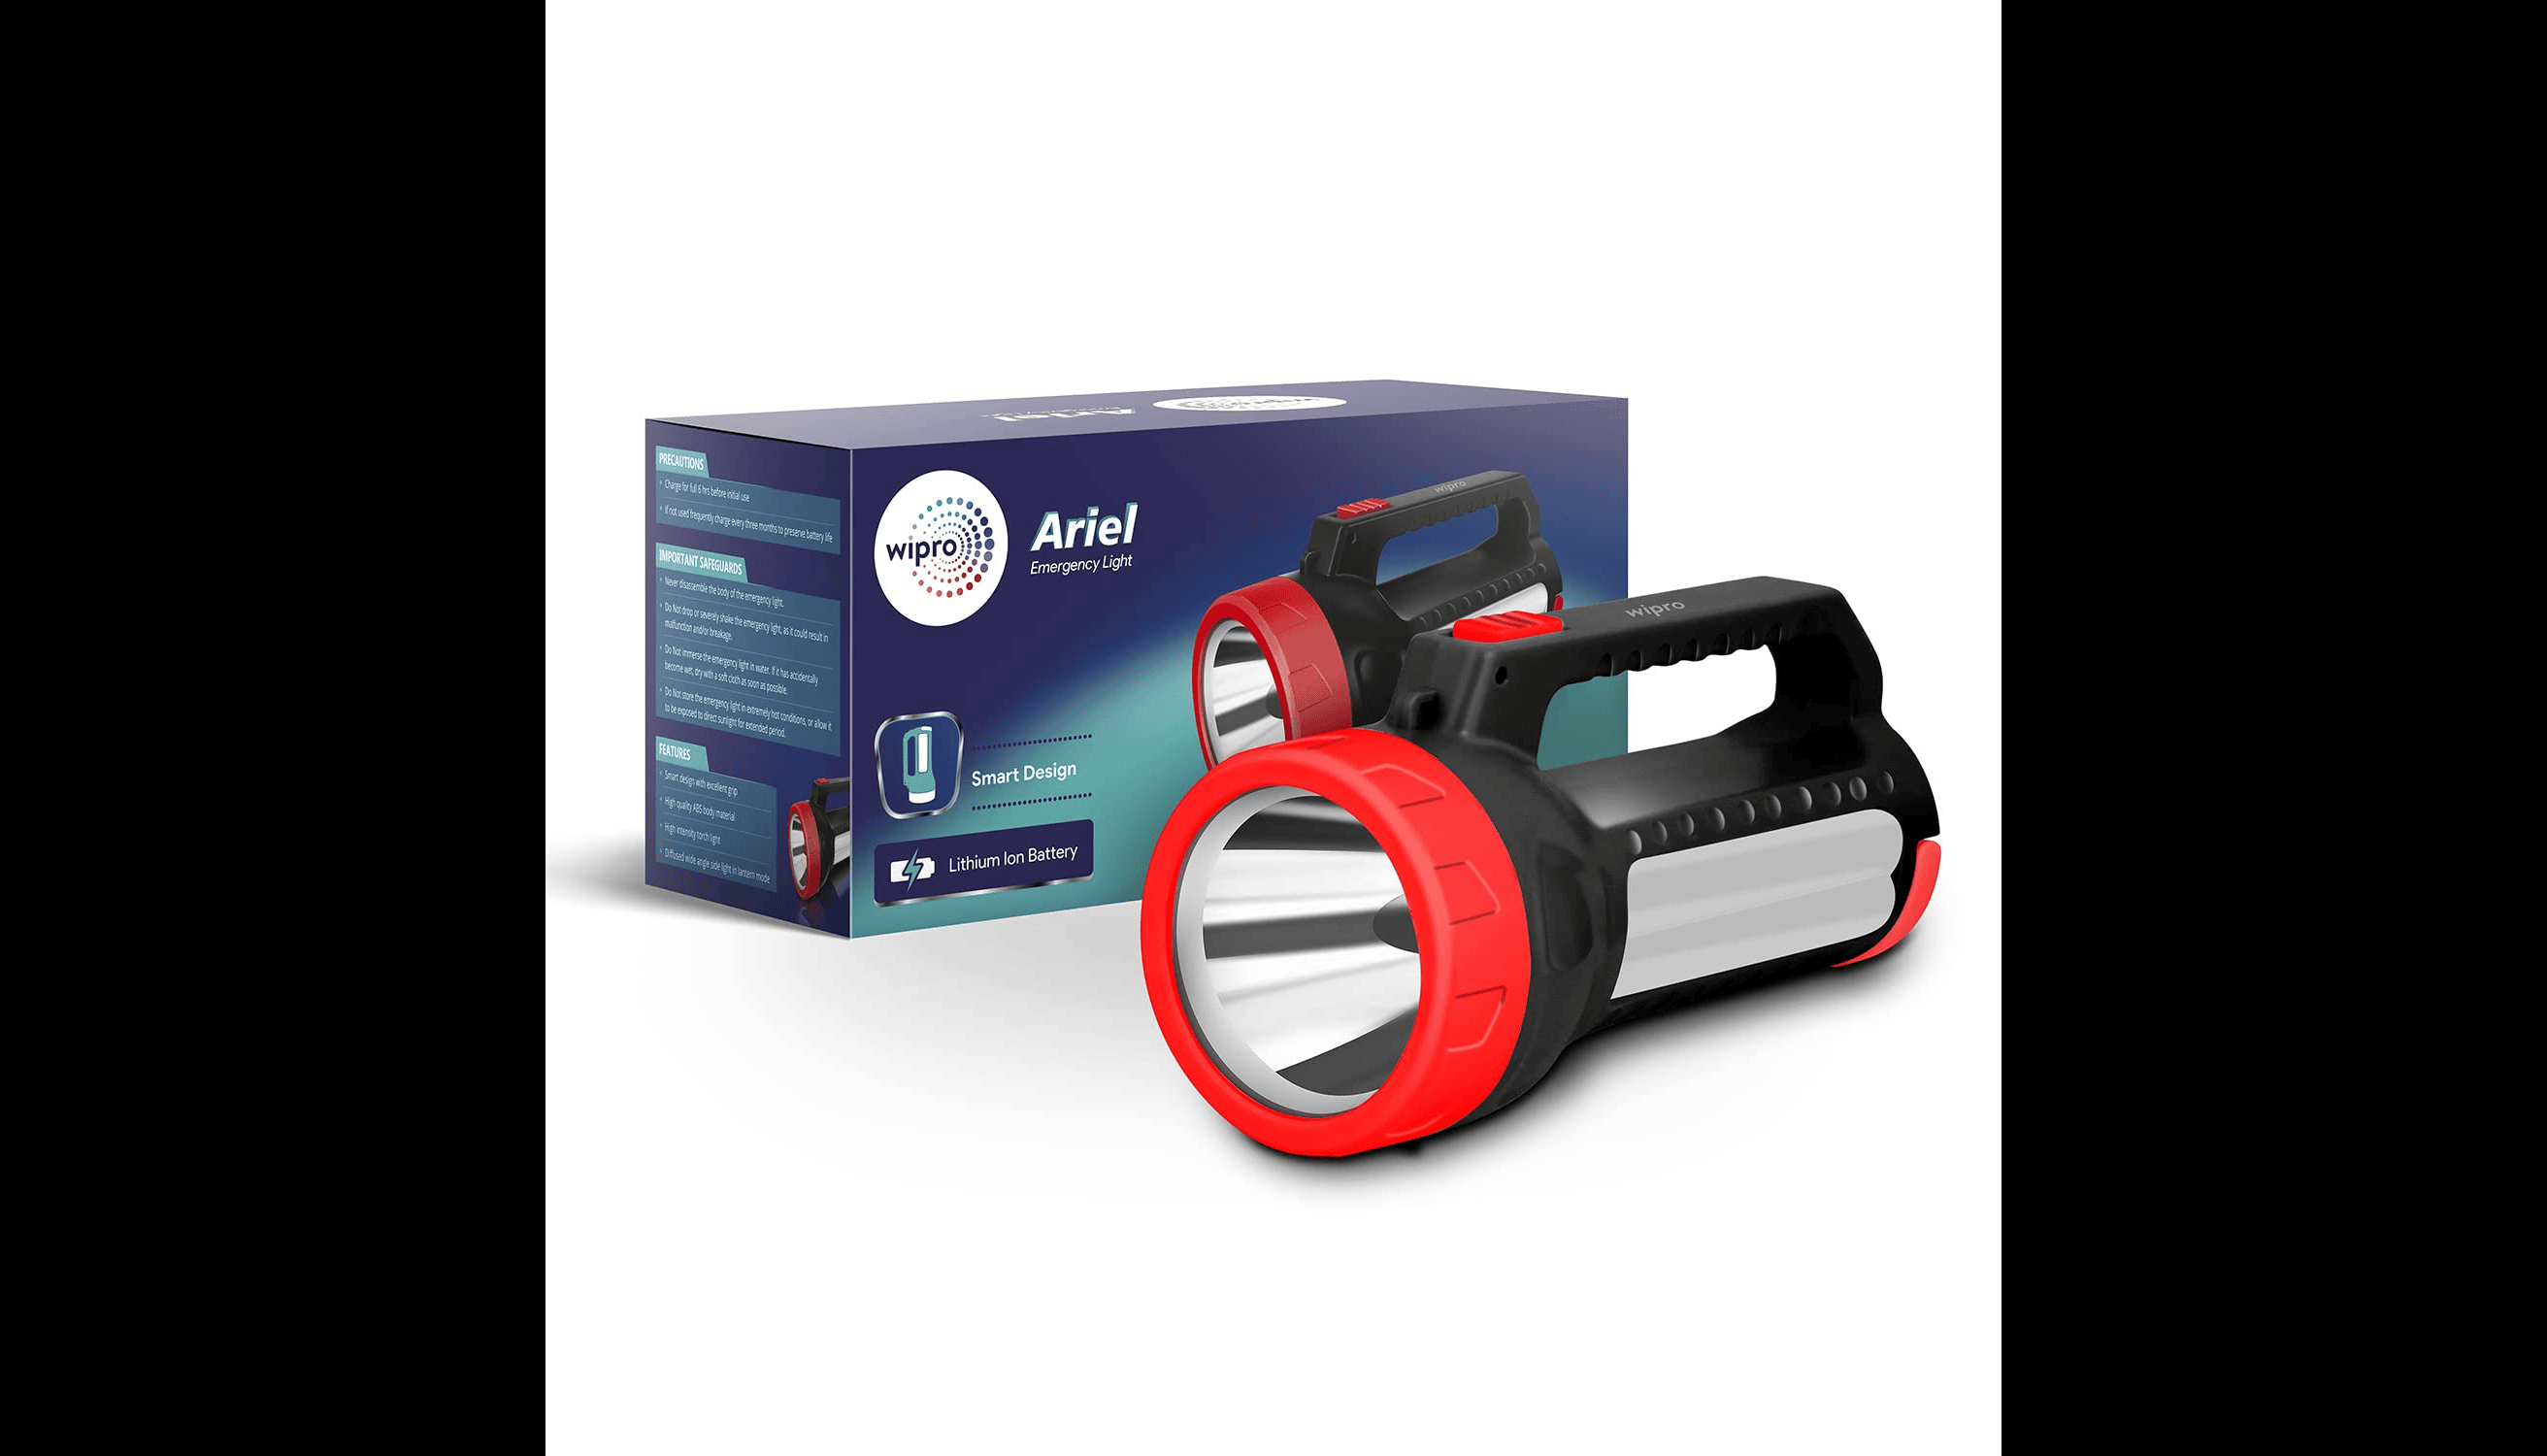 PRECAUTIONS
Charge for full 6 hrs before initial use
If not used frequently charge every three months to preserve battery life
IMPORTANT SAFEGUARDS
Never disassemble the body of the emergency light.
Do Not drop or severely shake the emergency light, as it could result in
malfunction and/or breakage.
Do Not immerse the emergency light in water. If it has accidentally
become wet, dry with a soft cloth as soon as possible.
Do Not store the emergency light in extremely hot conditions, or allow it
to be exposed to direct sunlight for extended period.
FEATURES
Smart design with excellent grip
High quality ABS body material
High intensity torch light
Diffused wide angle side light in lantern mode
Ariel
wipro
wipro
Ariel
Emergency Light
Smart Design
Lithium Ion Battery
wipro
wipro